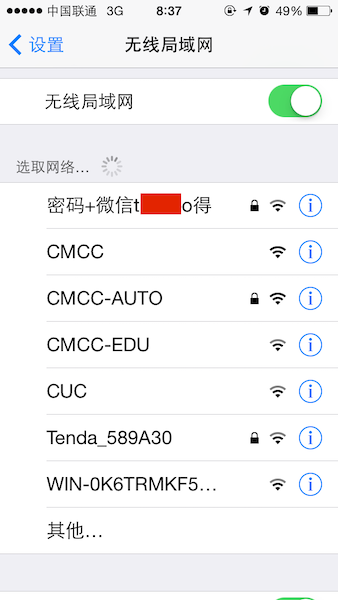 中国联通 3G 8:37 49%
设置 无线局域网
无线局域网
选取网络...
密码+微信t o得
CMCC
CMCC-AUTO
CMCC-EDU
CUC
Tenda_589A30
WIN-0K6TRMKF5...
其他...